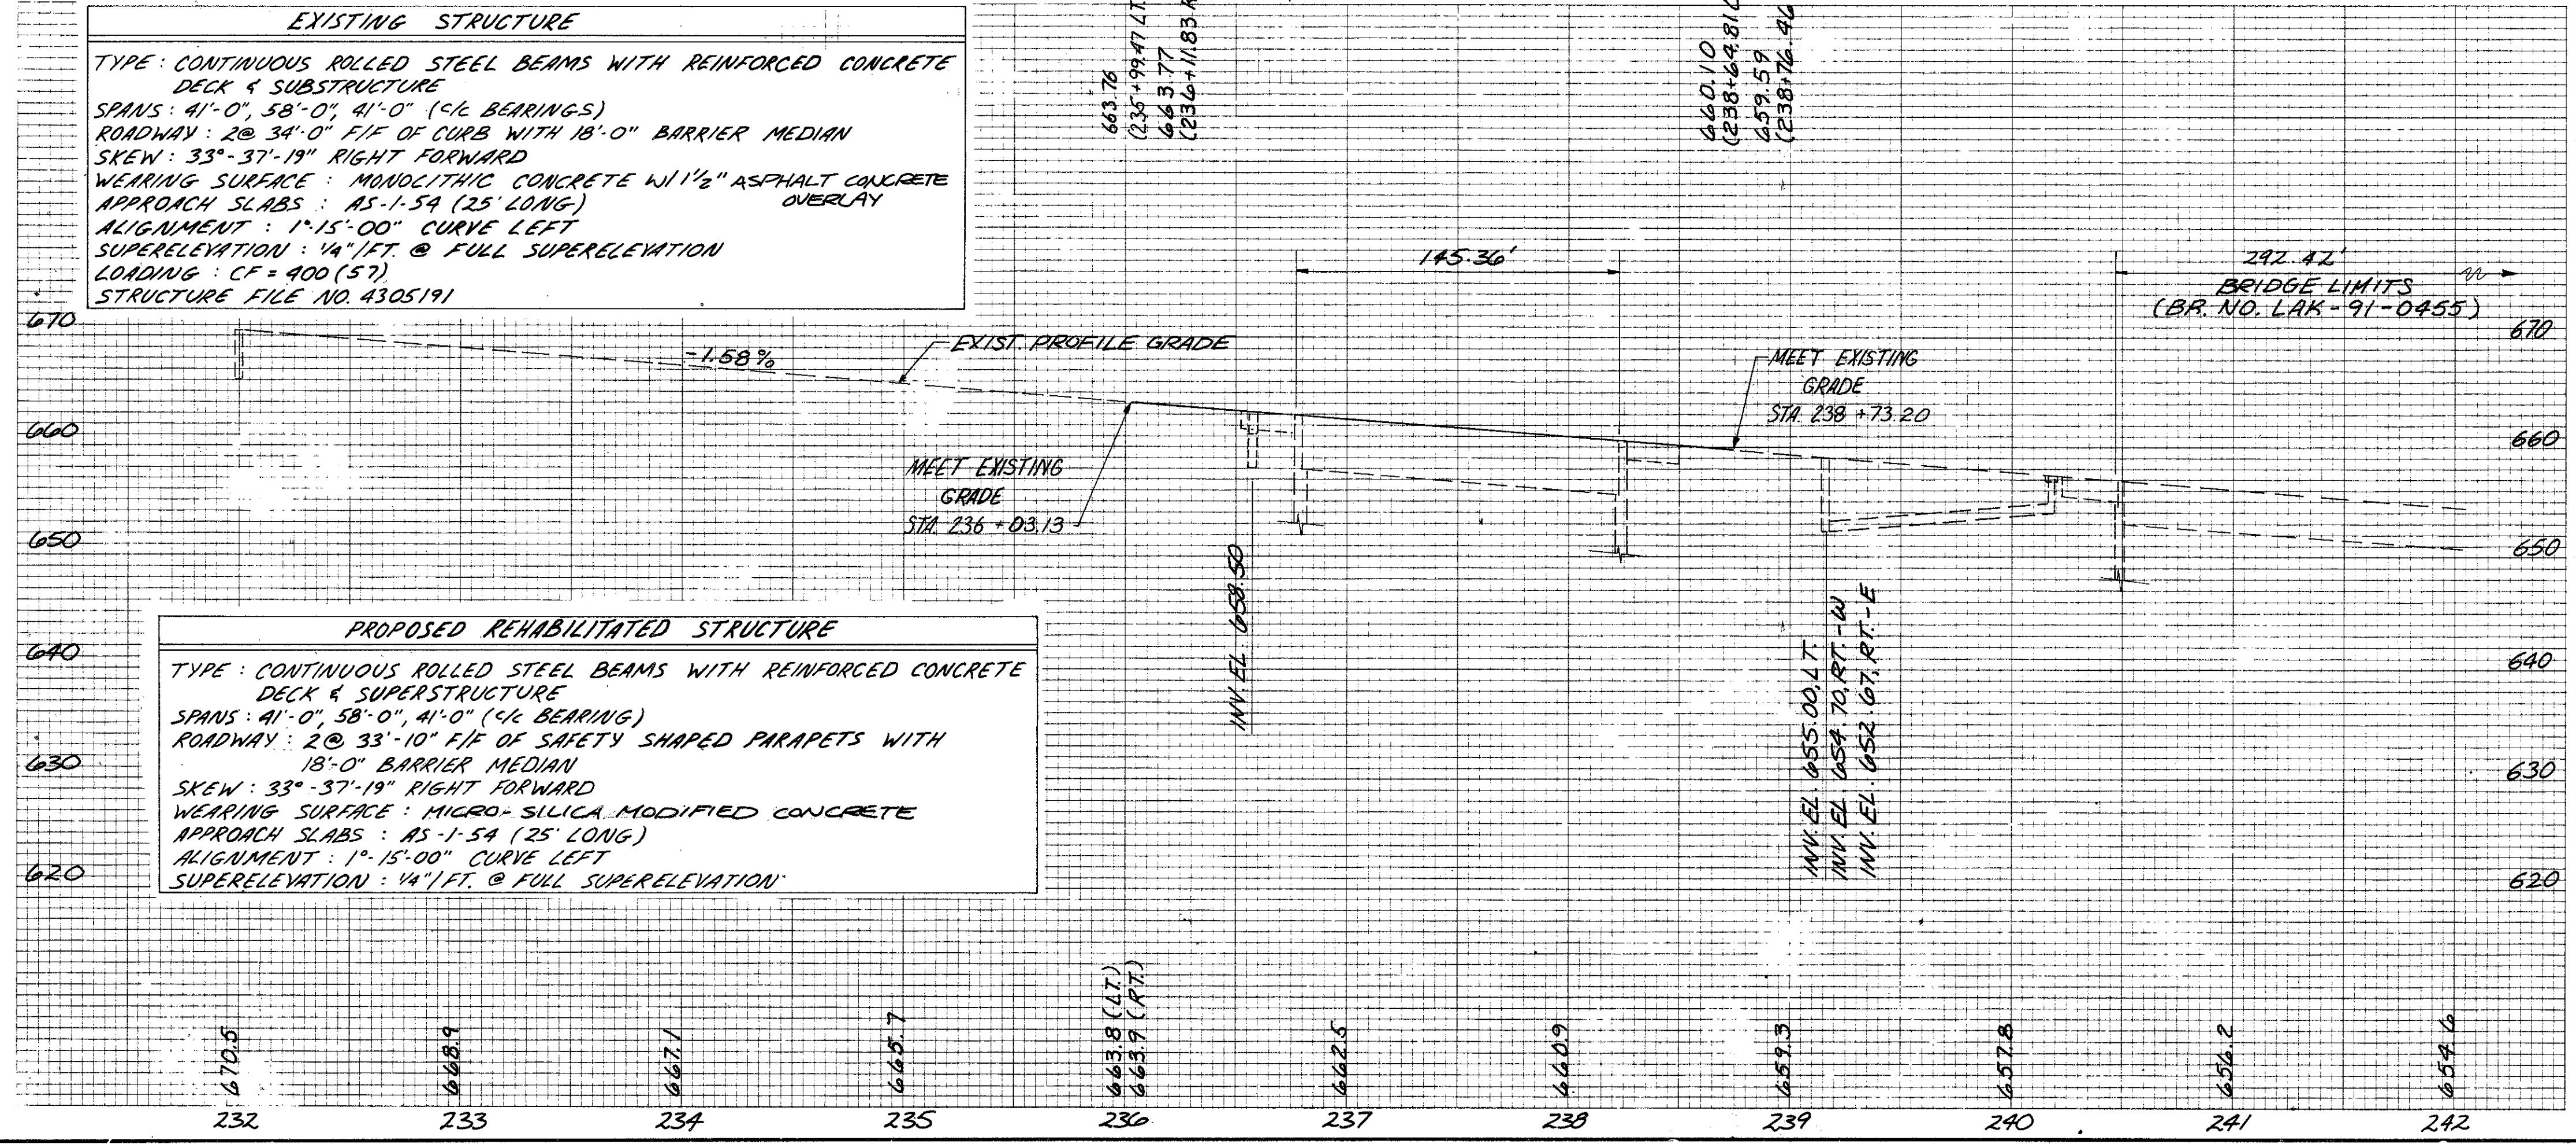 EXISTING STRUCTURE
TYPE : CONTINUOUS ROLLED STEEL BEAMS WITH REINFORCED CONCRETE
DECK & SUBSTRUCTURE
SPANS : 41'-0", 58'-0", 41'-0" (C/C BEARINGS)
ROADWAY : 2@ 34'-0" F/F OF CURB WITH 18'-0" BARRIER MEDIAN
SKEW : 33°-37'-19" RIGHT FORWARD
WEARING SURFACE : MONOLITHIC CONCRETE W/ 1 1/2" ASPHALT CONCRETE
OVERLAY
APPROACH SLABS : AS-1-54 (25' LONG)
ALIGNMENT : 1°-15'-00" CURVE LEFT
SUPERELEVATION : 1/4"/FT. @ FULL SUPERELEVATION
LOADING : CF = 400 (57)
STRUCTURE FILE NO. 4305191
663.76
(235+99.47 LT.
663.77
(236+11.83
660.10
(238+64.81
659.59
(238+76.46
145.36'
292.42'
BRIDGE LIMITS
(BR. NO. LAK-91-0455)
670
670
-1.58%
EXIST. PROFILE GRADE
MEET EXISTING
GRADE
STA. 238 +73.20
660
660
MEET EXISTING
GRADE
STA. 236 +03.13
650
650
INV. EL. 658.50
INV. EL. 655.00, LT.
INV. EL. 654.70, RT.-W
INV. EL. 652.67, RT.-E
PROPOSED REHABILITATED STRUCTURE
TYPE : CONTINUOUS ROLLED STEEL BEAMS WITH REINFORCED CONCRETE
DECK & SUPERSTRUCTURE
SPANS : 41'-0", 58'-0", 41'-0" (C/C BEARING)
ROADWAY : 2@ 33'-10" F/F OF SAFETY SHAPED PARAPETS WITH
18'-0" BARRIER MEDIAN
SKEW : 33°-37'-19" RIGHT FORWARD
WEARING SURFACE : MICRO-SILICA MODIFIED CONCRETE
APPROACH SLABS : AS-1-54 (25' LONG)
ALIGNMENT : 1°-15'-00" CURVE LEFT
SUPERELEVATION : 1/4"/FT. @ FULL SUPERELEVATION
640
640
630
630
620
620
670.5
668.9
667.1
665.7
663.8 (LT.)
663.9 (RT.)
662.5
660.9
659.3
657.8
656.2
654.6
232 233 234 235 236 237 238 239 240 241 242